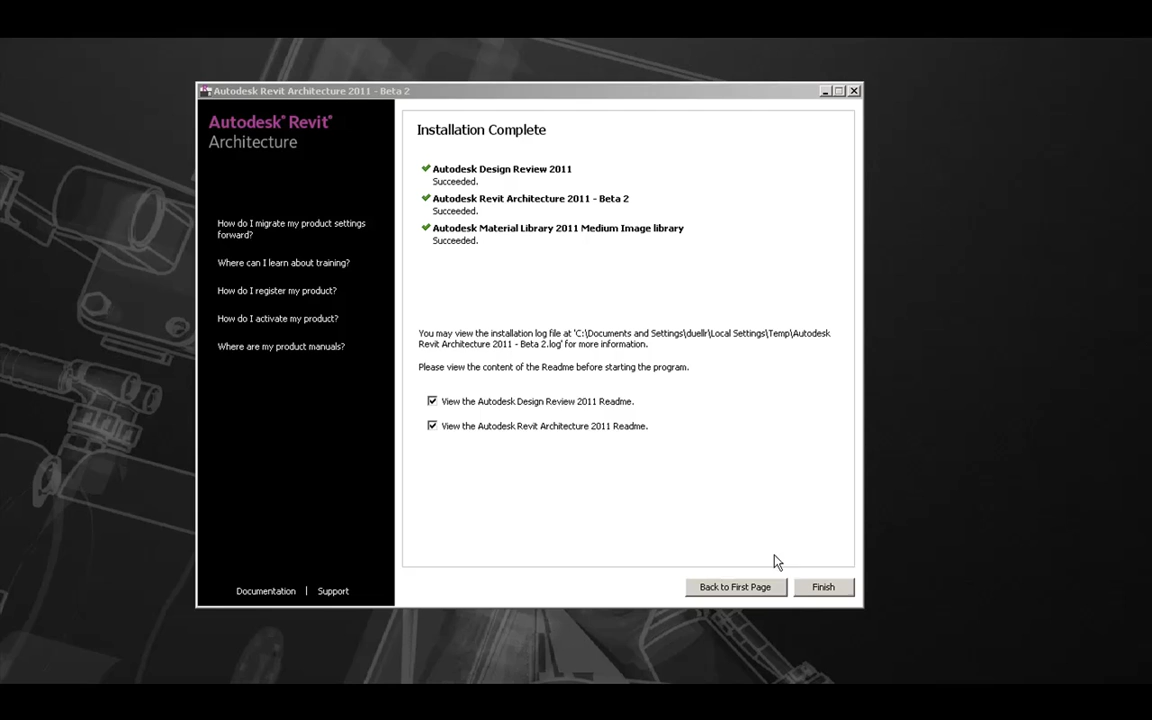 Autodesk Revit Architecture 2011 - Beta 2
Autodesk® Revit®
Architecture
How do I migrate my product settings
forward?
Where can I learn about training?
How do I register my product?
How do I activate my product?
Where are my product manuals?
Documentation | Support
Installation Complete
Autodesk Design Review 2011
Succeeded.
Autodesk Revit Architecture 2011 - Beta 2
Succeeded.
Autodesk Material Library 2011 Medium Image library
Succeeded.
You may view the installation log file at 'C:\Documents and Settings\duellr\Local Settings\Temp\Autodesk
Revit Architecture 2011 - Beta 2.log' for more information.
Please view the content of the Readme before starting the program.
View the Autodesk Design Review 2011 Readme.
View the Autodesk Revit Architecture 2011 Readme.
Back to First Page
Finish